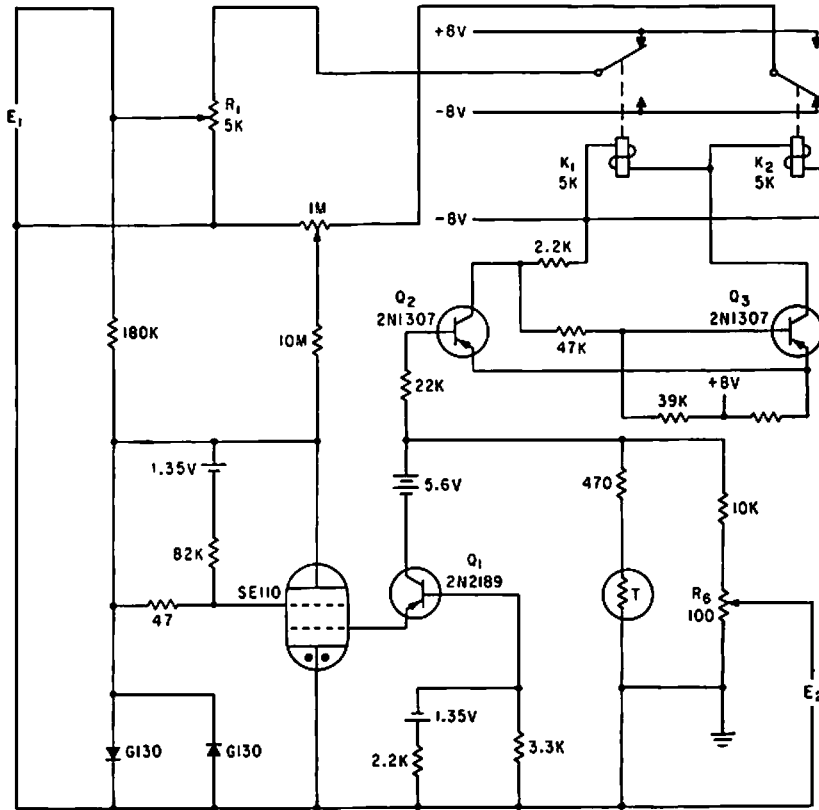 +8V
E1
R1
5K
-8V
K1
5K
K2
5K
1M
-8V
2.2K
Q2
2N1307
Q3
2N1307
180K
10M
47K
+8V
22K
39K
1.35V
5.6V
470
10K
82K
SE110
Q1
2N2189
T
R6
100
47
E2
1.35V
G130
G130
2.2K
3.3K